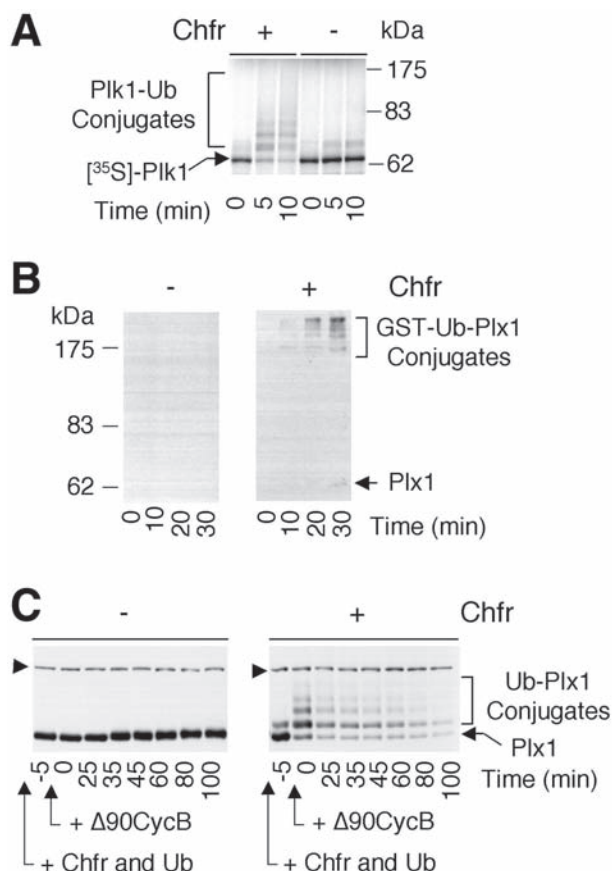 A
Chfr + - kDa
175
Plk1-Ub
Conjugates
83
[³⁵S]-Plk1
62
Time (min) 0 5 10 0 5 10
B
- + Chfr
kDa
GST-Ub-Plx1
Conjugates
175
83
62
Plx1
0 10 20 30 0 10 20 30 Time (min)
C
- + Chfr
Ub-Plx1
Conjugates
Plx1
-5 0 25 35 45 60 80 100 -5 0 25 35 45 60 80 100 Time (min)
+ Δ90CycB + Δ90CycB
+ Chfr and Ub + Chfr and Ub